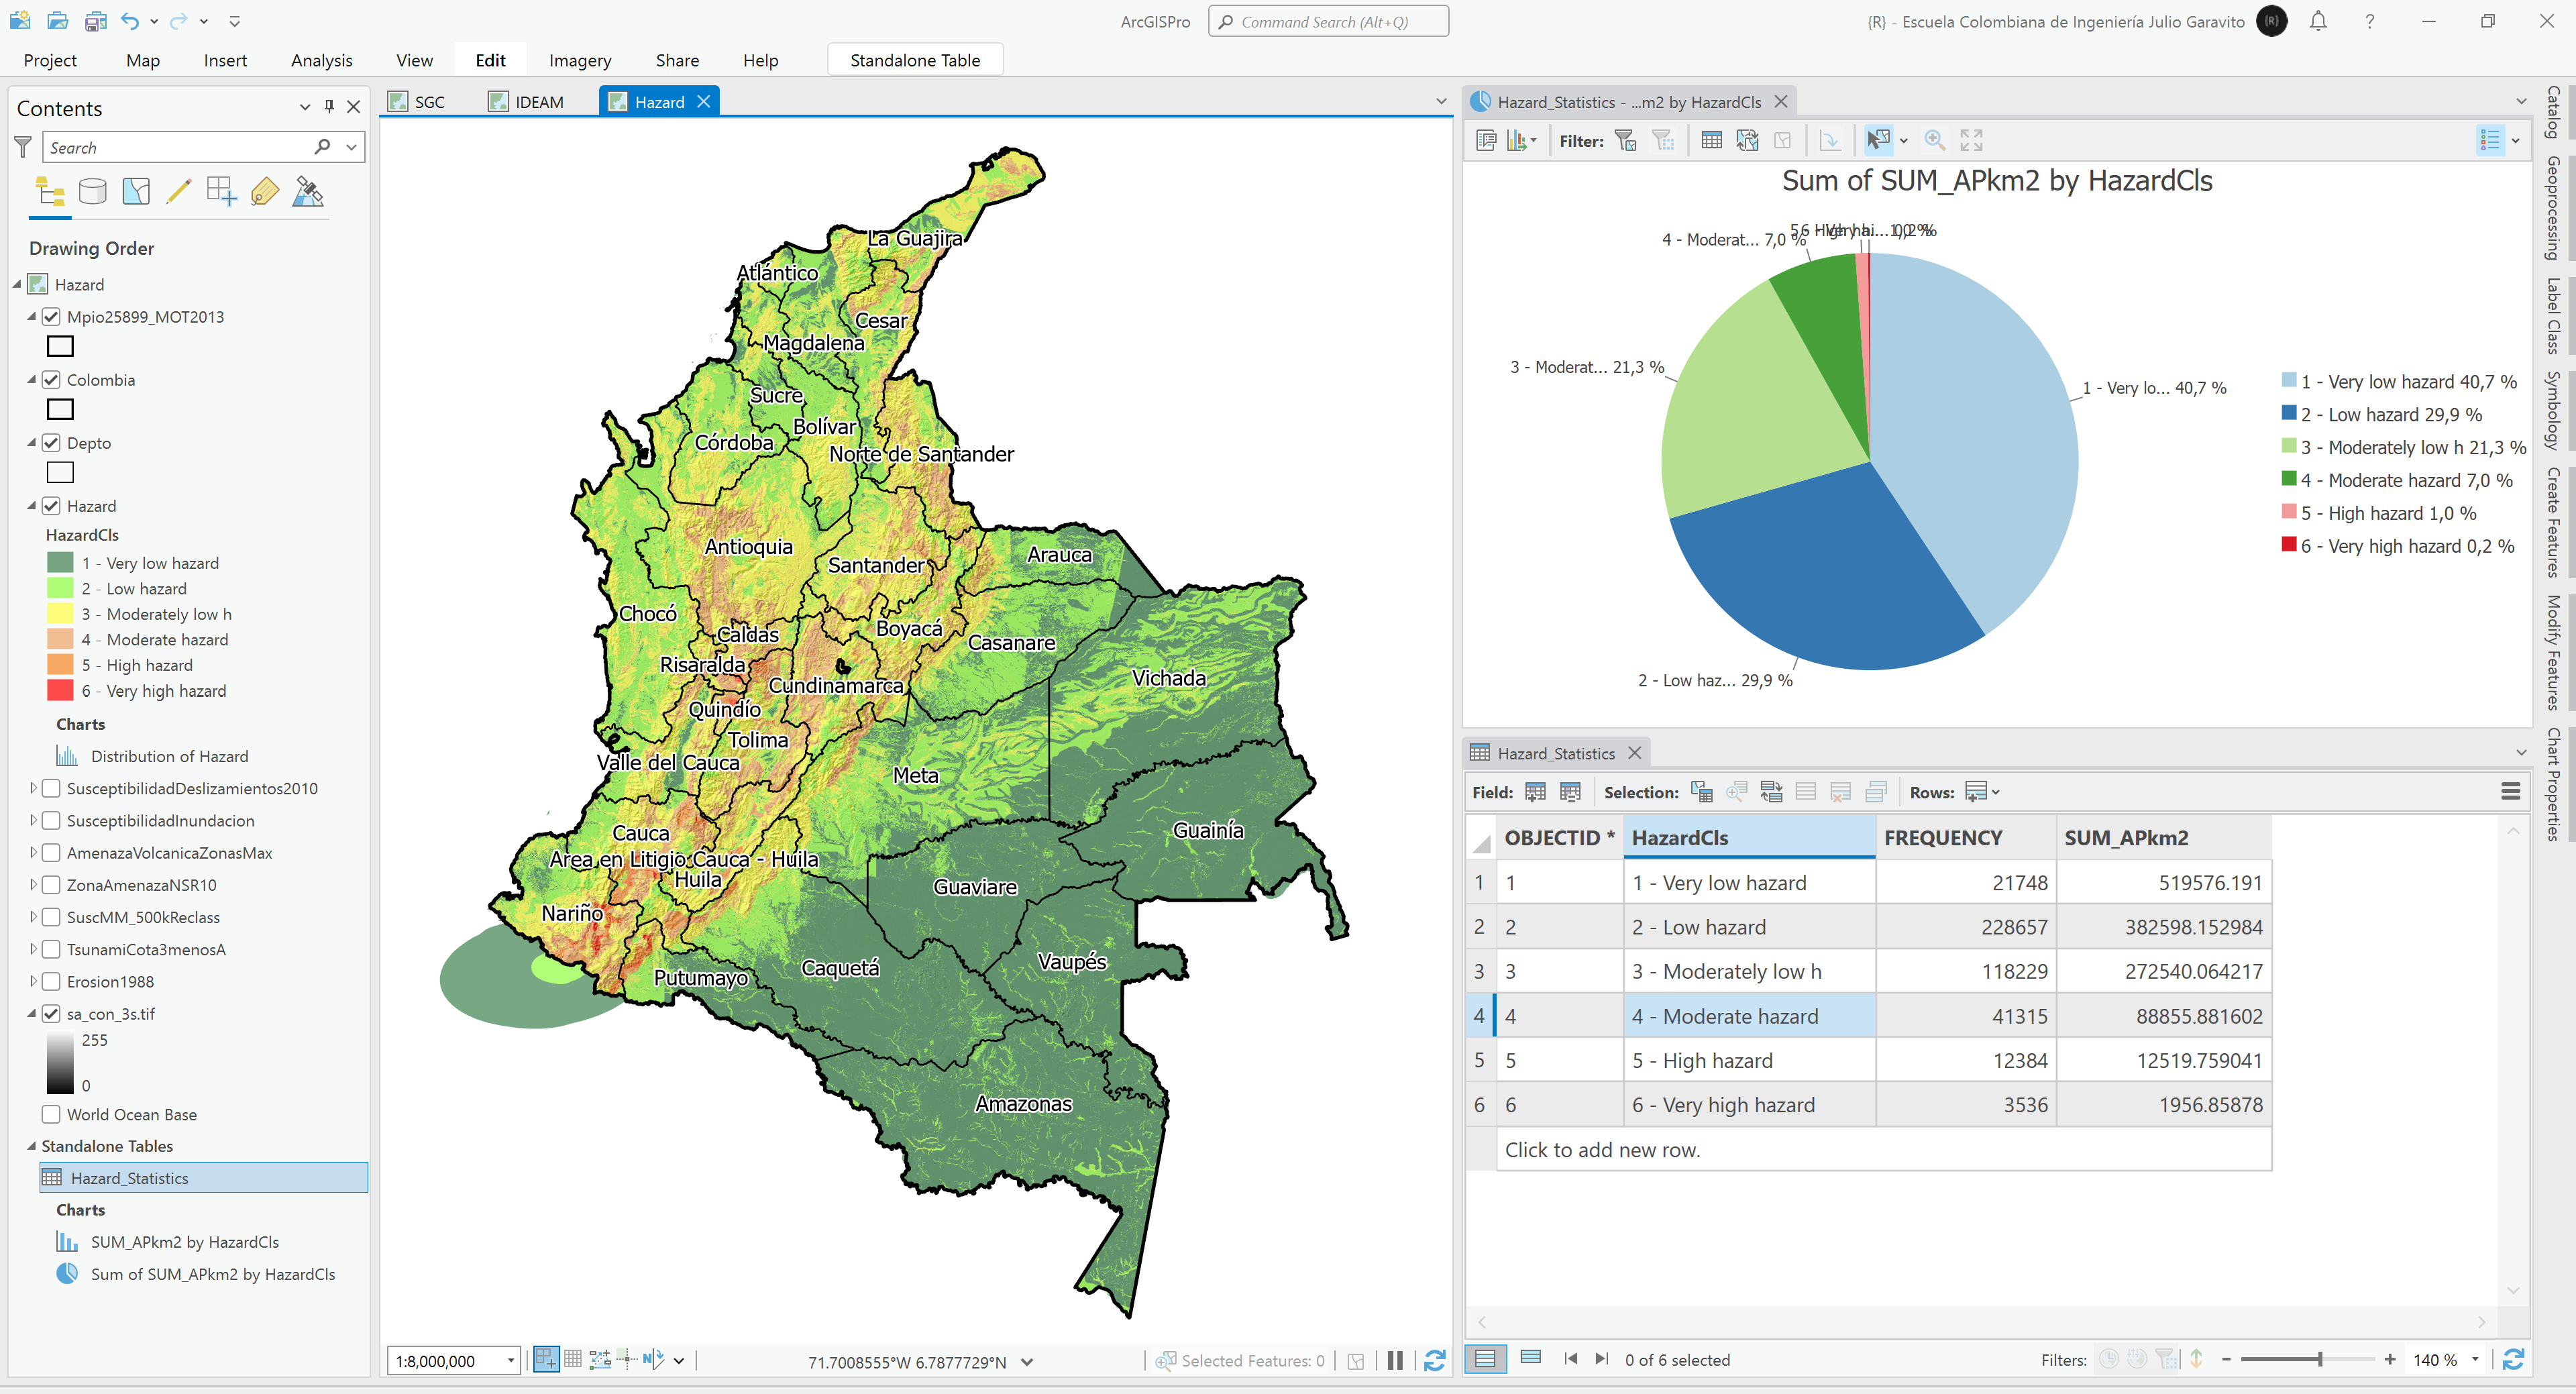 ArcGISPro
Command Search (Alt+Q)
{R} - Escuela Colombiana de Ingeniería Julio Garavito
{R}
?
Project Map Insert Analysis View Edit Imagery Share Help Standalone Table
Contents
Search
Drawing Order
Hazard
Mpio25899_MOT2013
Colombia
Depto
Hazard
HazardCls
1 - Very low hazard
2 - Low hazard
3 - Moderately low h
4 - Moderate hazard
5 - High hazard
6 - Very high hazard
Charts
Distribution of Hazard
SusceptibilidadDeslizamientos2010
SusceptibilidadInundacion
AmenazaVolcanicaZonasMax
ZonaAmenazaNSR10
SuscMM_500kReclass
TsunamiCota3menosA
Erosion1988
sa_con_3s.tif
255
0
World Ocean Base
Standalone Tables
Hazard_Statistics
Charts
SUM_APkm2 by HazardCls
Sum of SUM_APkm2 by HazardCls
SGC IDEAM Hazard
La Guajira
Atlántico
Cesar
Magdalena
Sucre
Bolívar
Córdoba
Norte de Santander
Antioquia
Arauca
Santander
Chocó
Boyacá
Caldas
Casanare
Risaralda
Vichada
Cundinamarca
Quindío
Tolima
Valle del Cauca
Meta
Guainía
Cauca
Area en Litigio Cauca - Huila
Huila
Guaviare
Nariño
Vaupés
Caquetá
Putumayo
Amazonas
1:8,000,000
71.7008555°W 6.7877729°N
Selected Features: 0
Hazard_Statistics - ...m2 by HazardCls
Filter:
Sum of SUM_APkm2 by HazardCls
4 - Moderat... 7,0 %
3 - Moderat... 21,3 %
1 - Very lo... 40,7 %
2 - Low haz... 29,9 %
1 - Very low hazard 40,7 %
2 - Low hazard 29,9 %
3 - Moderately low h 21,3 %
4 - Moderate hazard 7,0 %
5 - High hazard 1,0 %
6 - Very high hazard 0,2 %
Hazard_Statistics
Field: Selection: Rows:
OBJECTID * HazardCls FREQUENCY SUM_APkm2
1 1 1 - Very low hazard 21748 519576.191
2 2 2 - Low hazard 228657 382598.152984
3 3 3 - Moderately low h 118229 272540.064217
4 4 4 - Moderate hazard 41315 88855.881602
5 5 5 - High hazard 12384 12519.759041
6 6 6 - Very high hazard 3536 1956.85878
Click to add new row.
0 of 6 selected
Filters:
140 %
Catalog
Geoprocessing
Label Class
Symbology
Create Features
Modify Features
Chart Properties